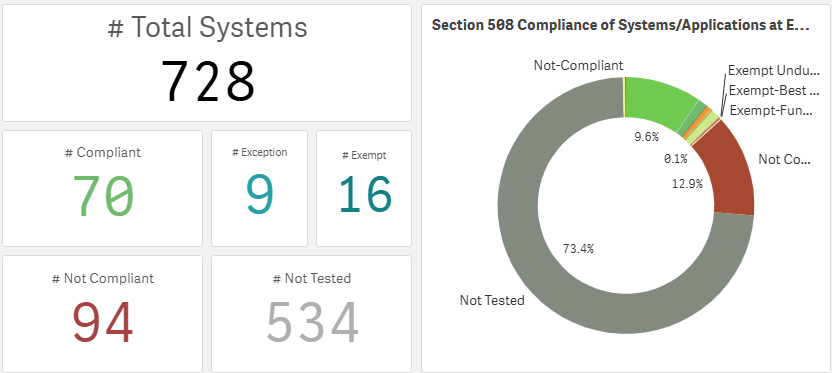 # Total Systems
728
# Compliant
70
# Exception
9
# Exempt
16
# Not Compliant
94
# Not Tested
534
Section 508 Compliance of Systems/Applications at E...
Not-Compliant
Exempt Undu...
Exempt-Best ...
Exempt-Fun...
9.6%
0.1%
Not Co...
12.9%
73.4%
Not Tested